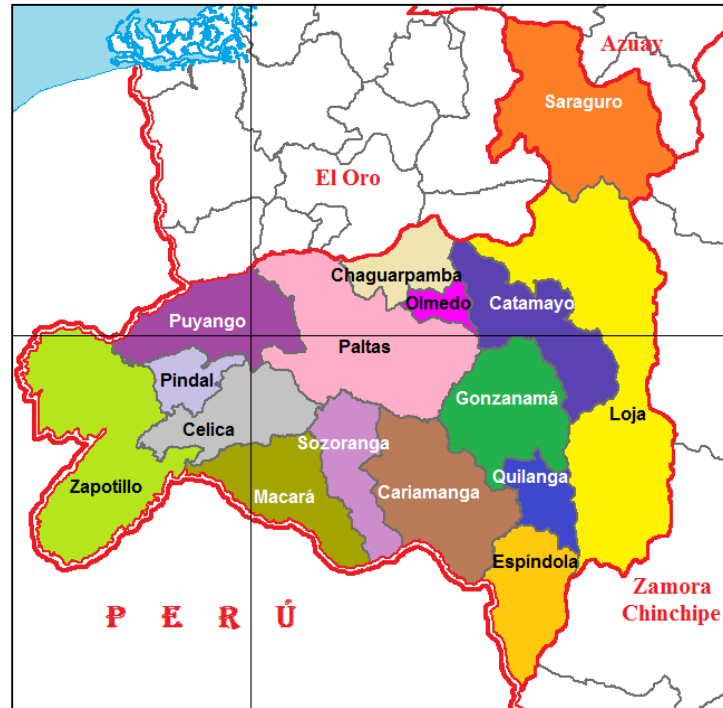 Azuay
Saraguro
El Oro
Chaguarpamba
Olmedo
Catamayo
Puyango
Paltas
Pindal
Gonzanamá
Loja
Celica
Sozoranga
Quilanga
Zapotillo
Macará
Cariamanga
Espíndola
Zamora
Chinchipe
PERÚ